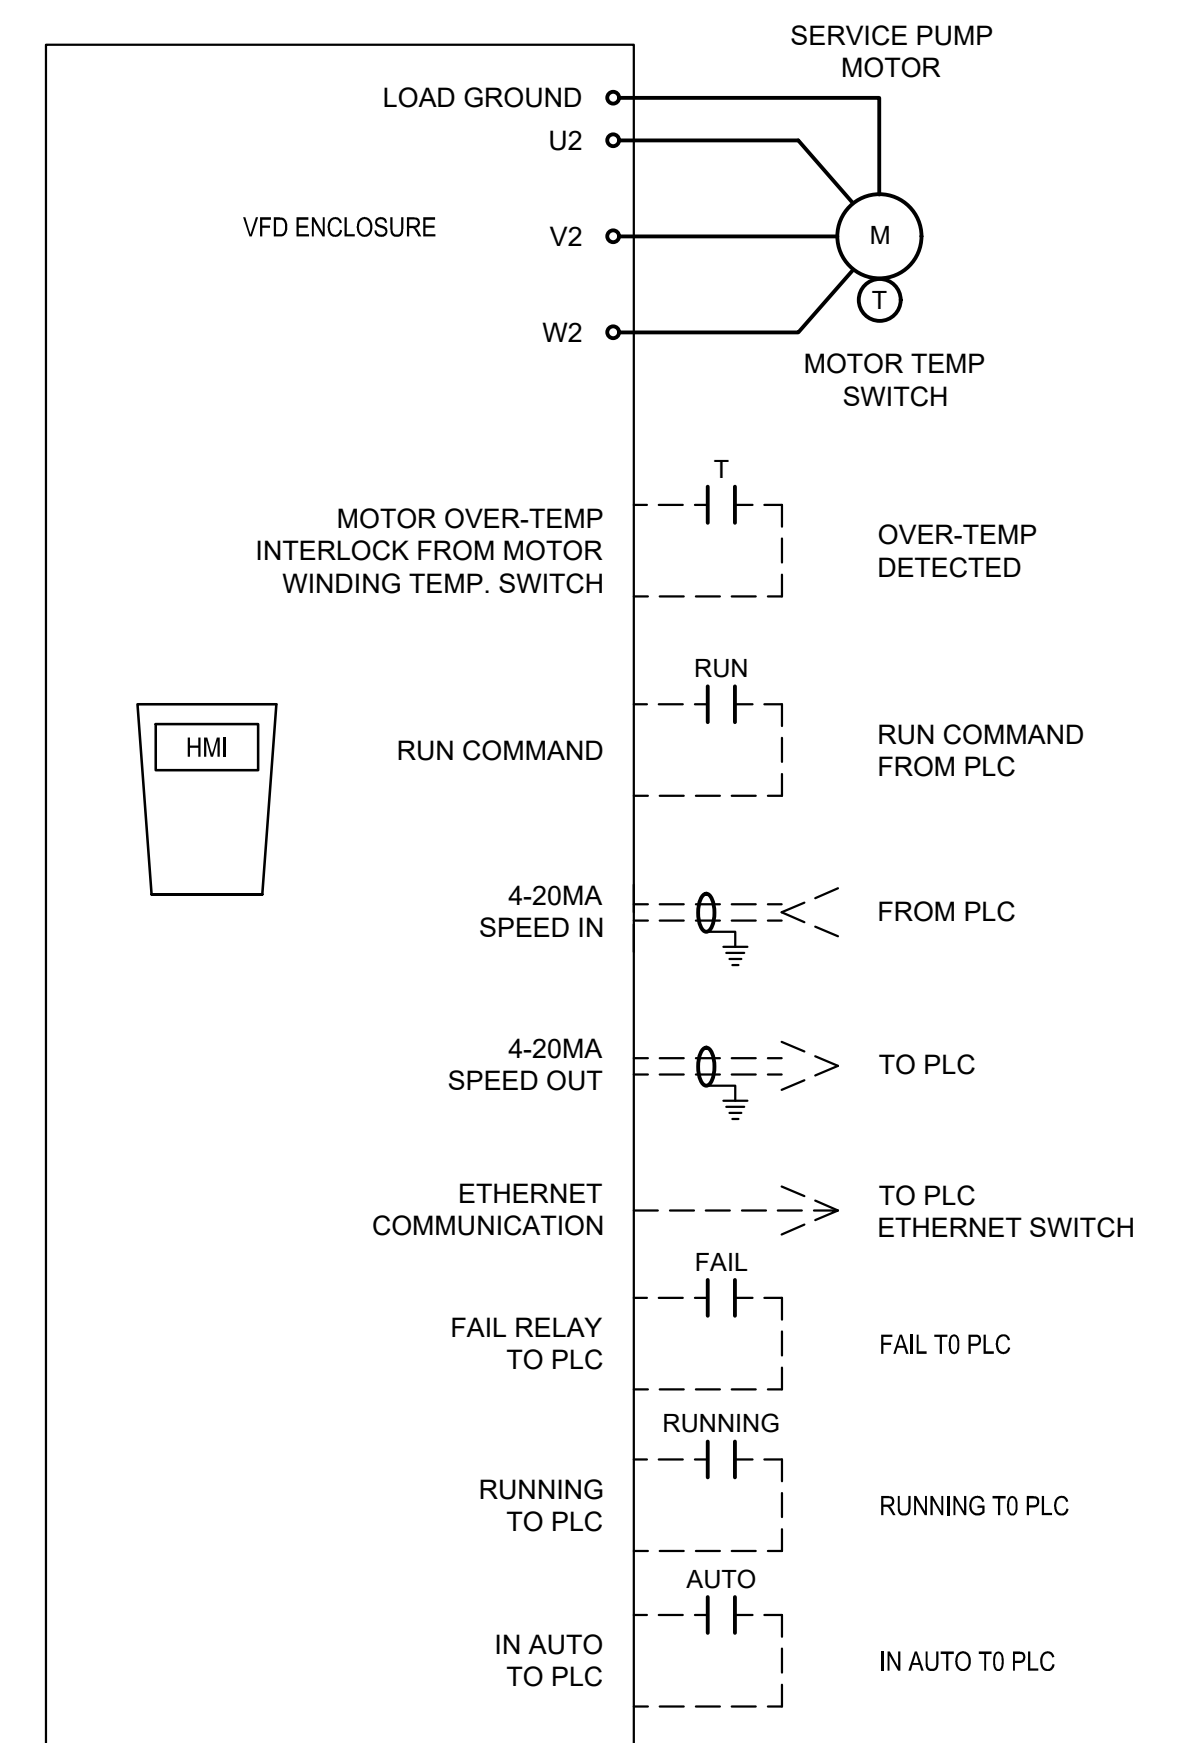 SERVICE PUMP
MOTOR
LOAD GROUND
U2
VFD ENCLOSURE
V2
M
T
W2
MOTOR TEMP
SWITCH
T
MOTOR OVER-TEMP
INTERLOCK FROM MOTOR
WINDING TEMP. SWITCH
OVER-TEMP
DETECTED
RUN
HMI
RUN COMMAND
RUN COMMAND
FROM PLC
4-20MA
SPEED IN
FROM PLC
4-20MA
SPEED OUT
TO PLC
ETHERNET
COMMUNICATION
TO PLC
ETHERNET SWITCH
FAIL
FAIL RELAY
TO PLC
FAIL T0 PLC
RUNNING
RUNNING
TO PLC
RUNNING T0 PLC
AUTO
IN AUTO
TO PLC
IN AUTO T0 PLC